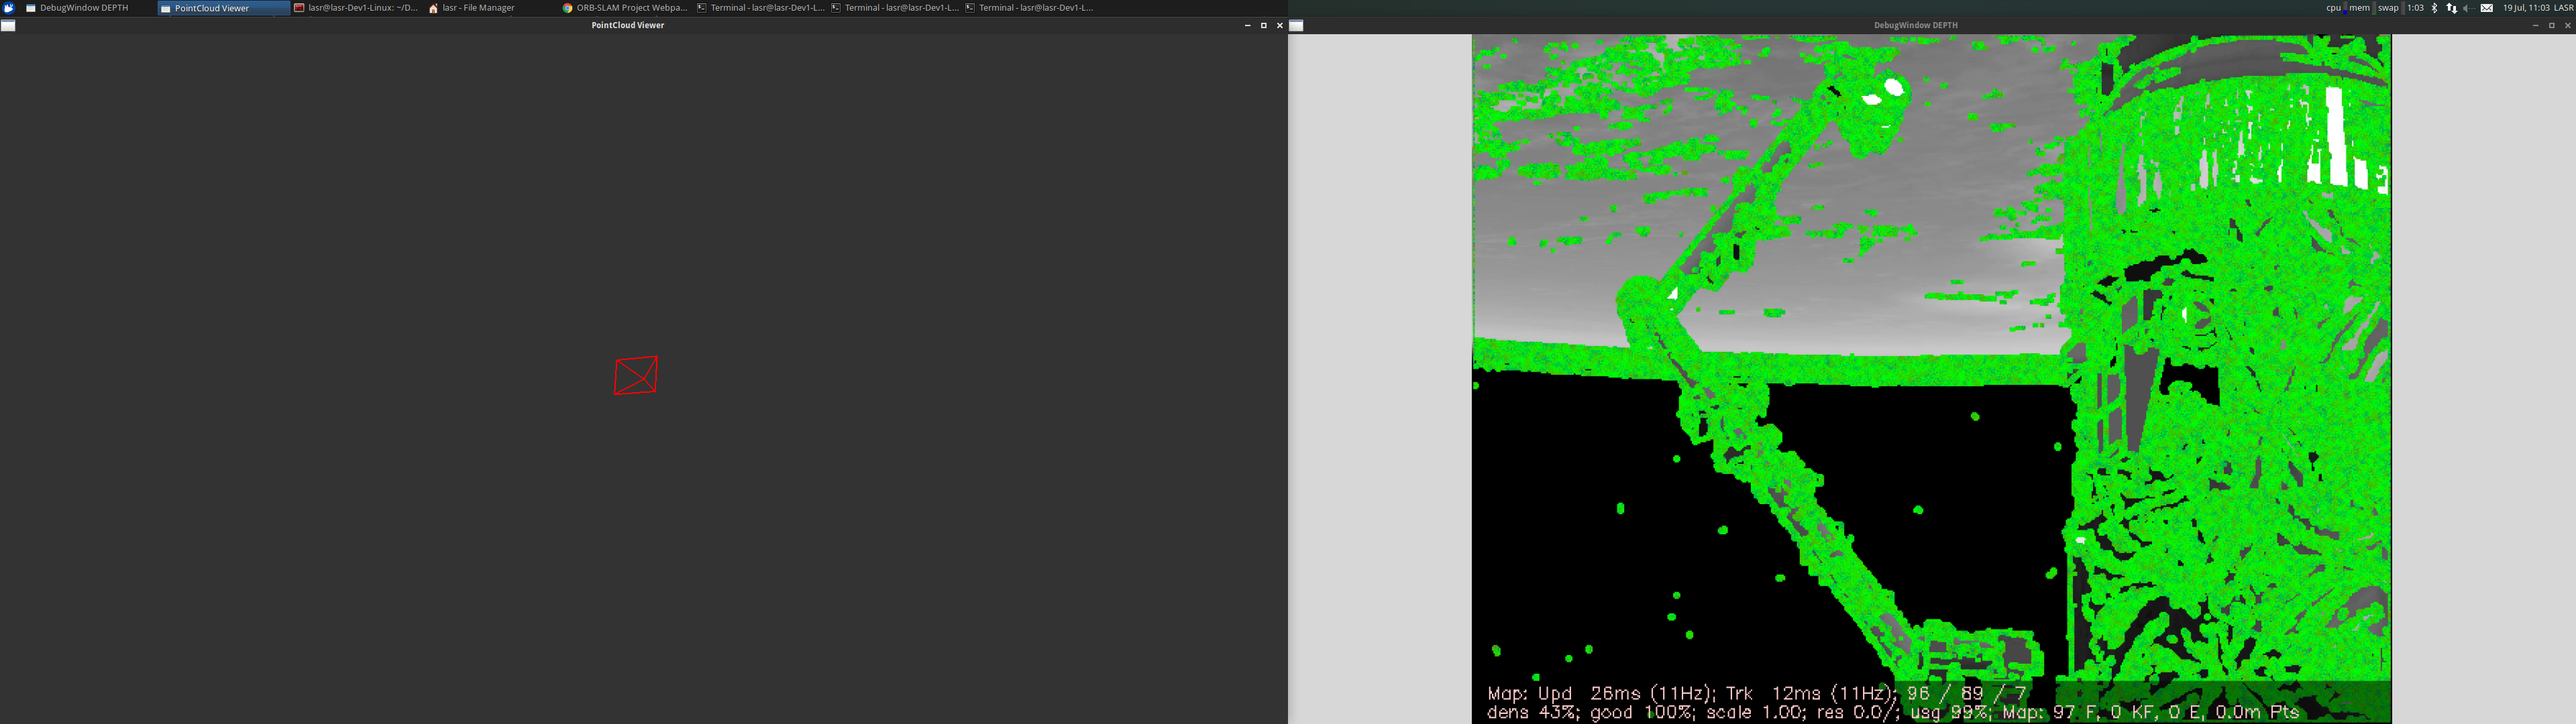 DebugWindow DEPTH
PointCloud Viewer
lasr@lasr-Dev1-Linux: ~/D...
lasr - File Manager
ORB-SLAM Project Webpa...
Terminal - lasr@lasr-Dev1-L...
Terminal - lasr@lasr-Dev1-L...
Terminal - lasr@lasr-Dev1-L...
cpu mem swap 1:03 19 Jul, 11:03 LASR
PointCloud Viewer
DebugWindow DEPTH
Map: Upd 26ms (11Hz); Trk 12ms (11Hz); 96 / 89 / 7
dens 43%; good 100%; scale 1.00; res 0.0/; usg 99%; Map: 97 F, 0 KF, 0 E, 0.0m Pts